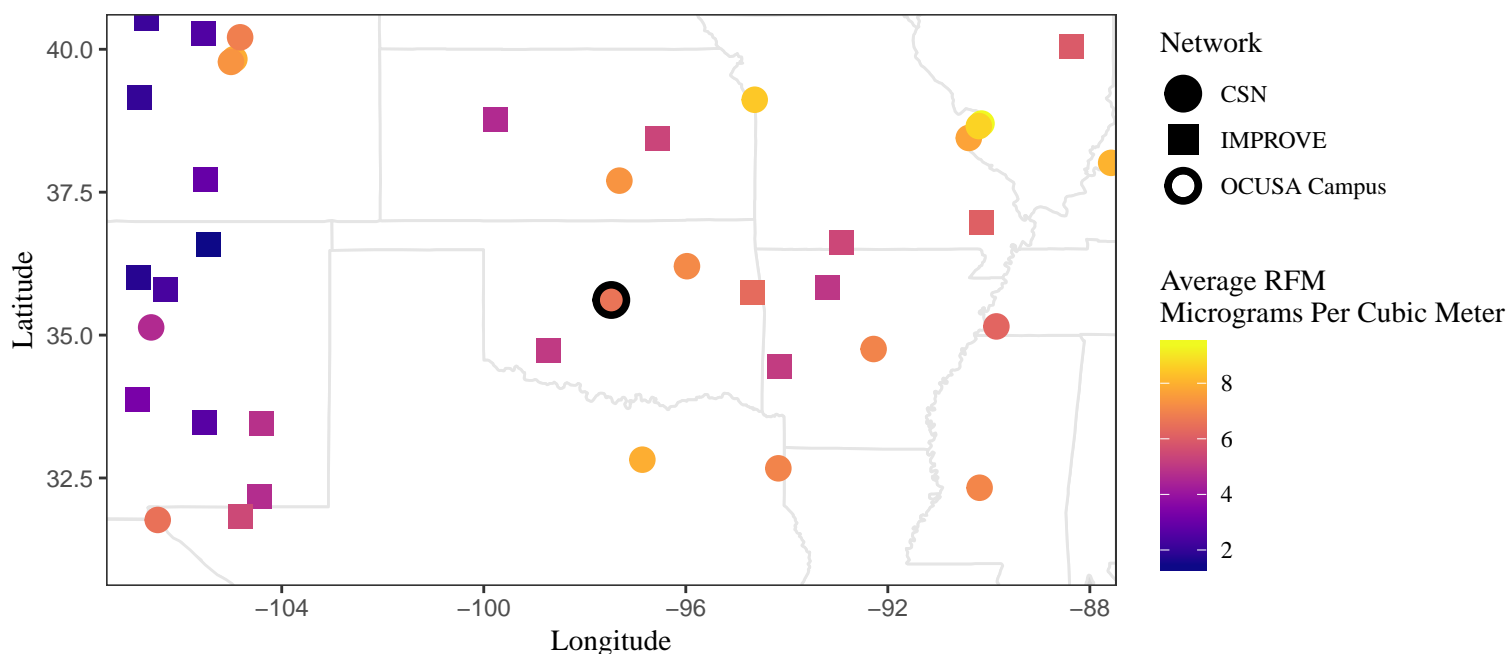 40.0
37.5
35.0
32.5
Latitude
−104
−100
−96
−92
−88
Longitude
Network
CSN
IMPROVE
OCUSA Campus
Average RFM
Micrograms Per Cubic Meter
8
6
4
2